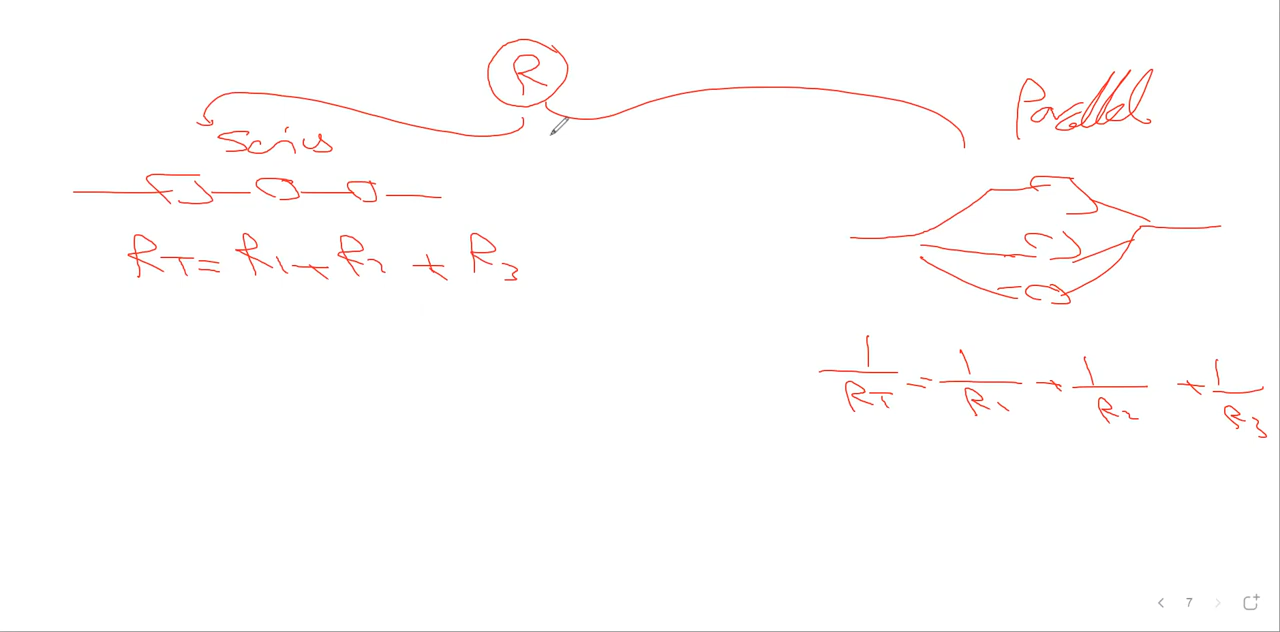 R
Series
Parallel
RT = R1 + R2 + R3
1/RT = 1/R1 + 1/R2 + 1/R3
7